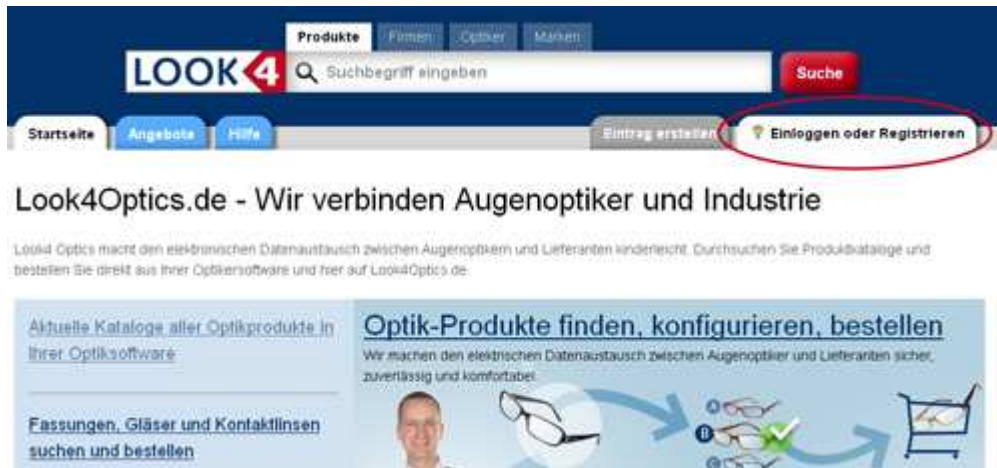 Produkte Firmen Optiker Marken
LOOK 4 Suchbegriff eingeben Suche
Startseite Angebote Hilfe Eintrag erstellen Einloggen oder Registrieren
Look4Optics.de - Wir verbinden Augenoptiker und Industrie
Look4 Optics macht den elektronischen Datenaustausch zwischen Augenoptikern und Lieferanten kinderleicht. Durchsuchen Sie Produktkataloge und
bestellen Sie direkt aus Ihrer Optikersoftware und hier auf Look4Optics.de
Aktuelle Kataloge aller Optikprodukte in
Ihrer Optiksoftware
Fassungen, Gläser und Kontaktlinsen
suchen und bestellen
Optik-Produkte finden, konfigurieren, bestellen
Wir machen den elektrischen Datenaustausch zwischen Augenoptiker und Lieferanten sicher,
zuverlässig und komfortabel.
A
B
C